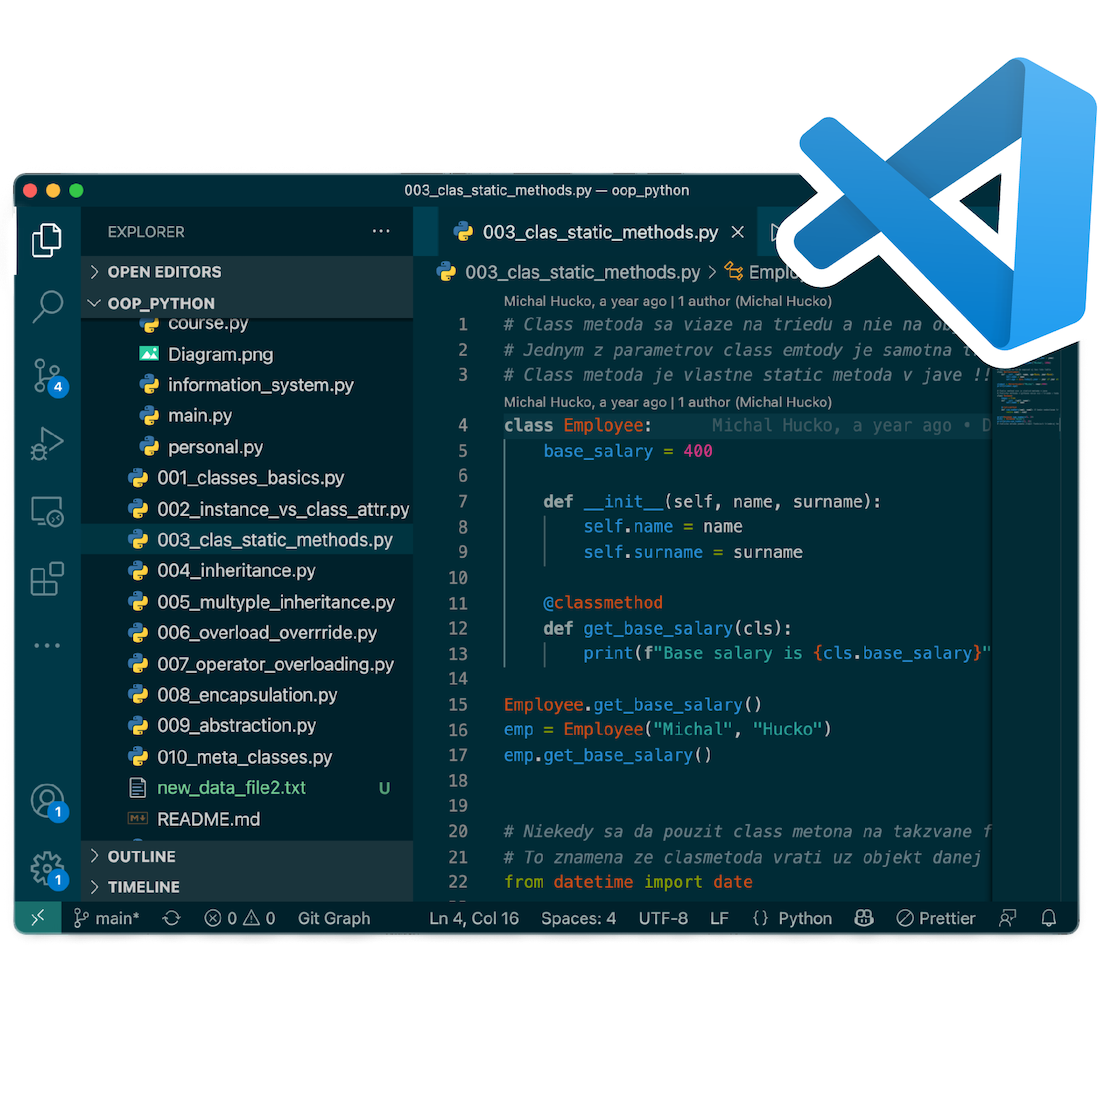 003_clas_static_methods.py — oop_python
EXPLORER
003_clas_static_methods.py
OPEN EDITORS
OOP_PYTHON
course.py
Diagram.png
information_system.py
main.py
personal.py
001_classes_basics.py
002_instance_vs_class_attr.py
003_clas_static_methods.py
004_inheritance.py
005_multyple_inheritance.py
006_overload_overrride.py
007_operator_overloading.py
008_encapsulation.py
009_abstraction.py
010_meta_classes.py
new_data_file2.txt U
README.md
OUTLINE
TIMELINE
4
1
1
003_clas_static_methods.py > Emplo
Michal Hucko, a year ago | 1 author (Michal Hucko)
1 # Class metoda sa viaze na triedu a nie na ob
2 # Jednym z parametrov class emtody je samotna t
3 # Class metoda je vlastne static metoda v jave !!
Michal Hucko, a year ago | 1 author (Michal Hucko)
4 class Employee: Michal Hucko, a year ago • D
5 base_salary = 400
6
7 def __init__(self, name, surname):
8 self.name = name
9 self.surname = surname
10
11 @classmethod
12 def get_base_salary(cls):
13 print(f"Base salary is {cls.base_salary}"
14
15 Employee.get_base_salary()
16 emp = Employee("Michal", "Hucko")
17 emp.get_base_salary()
18
19
20 # Niekedy sa da pouzit class metona na takzvane f
21 # To znamena ze clasmetoda vrati uz objekt danej
22 from datetime import date
main* 0 0 Git Graph Ln 4, Col 16 Spaces: 4 UTF-8 LF {} Python Prettier